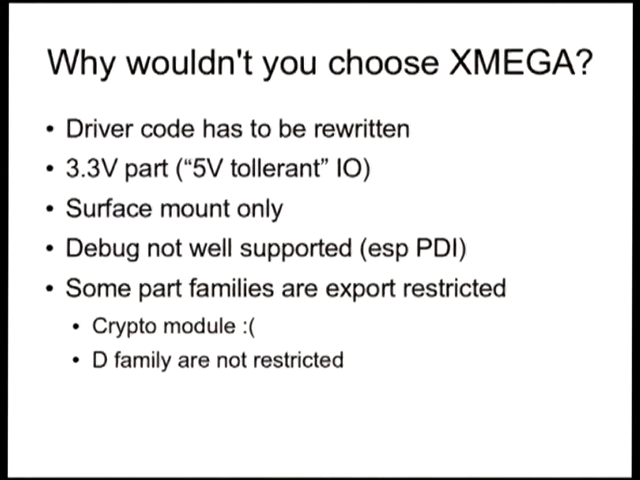 Why wouldn't you choose XMEGA?
• Driver code has to be rewritten
• 3.3V part (“5V tollerant” IO)
• Surface mount only
• Debug not well supported (esp PDI)
• Some part families are export restricted
• Crypto module :(
• D family are not restricted